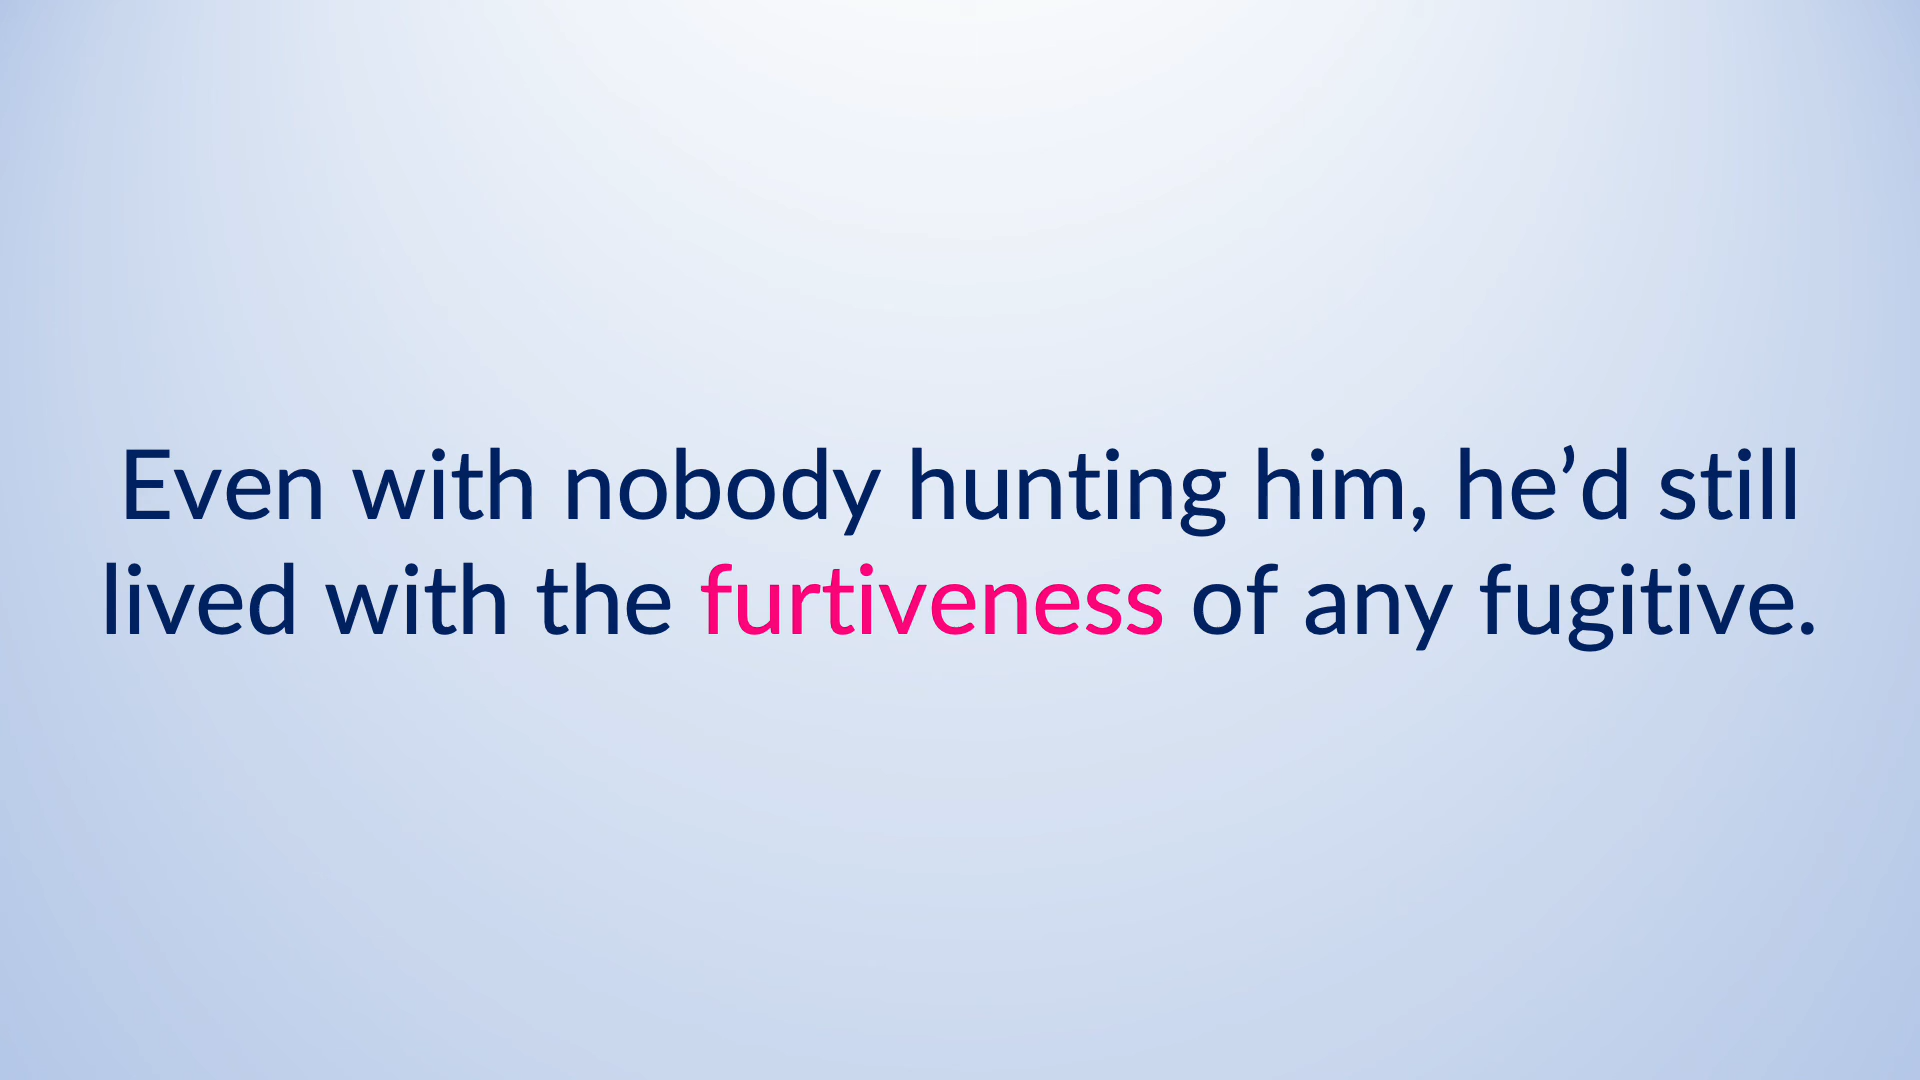 Even with nobody hunting him, he’d still
lived with the furtiveness of any fugitive.